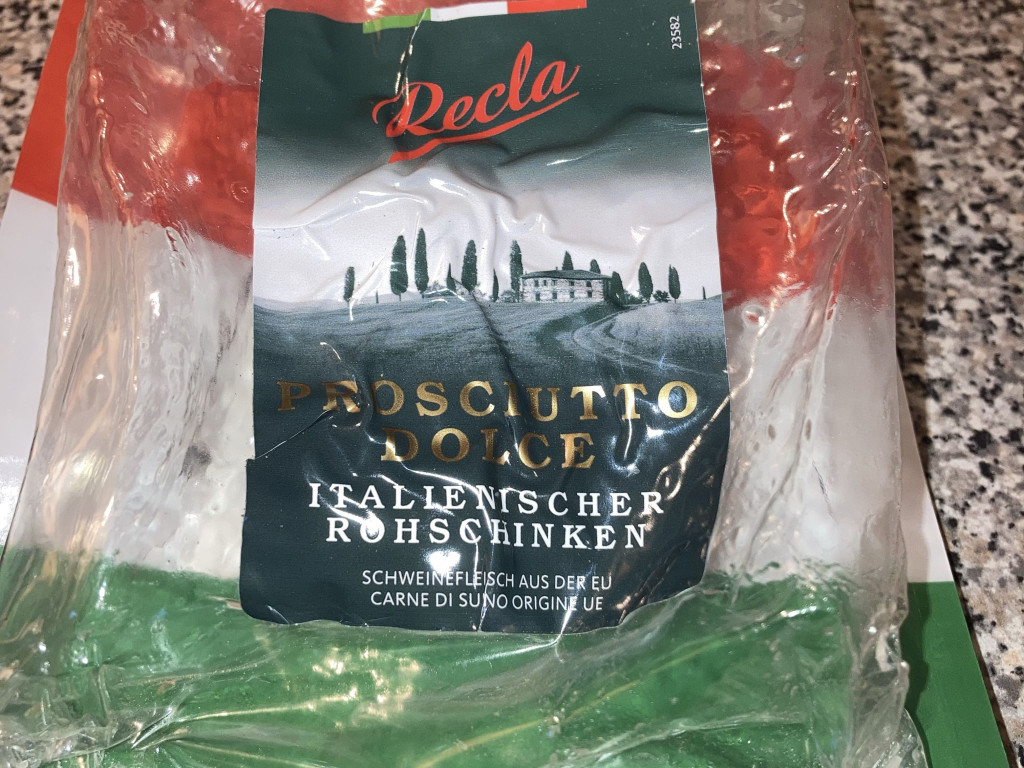 23582
Recla
PROSCIUTTO
DOLCE
ITALIENISCHER
ROHSCHINKEN
SCHWEINEFLEISCH AUS DER EU
CARNE DI SUINO ORIGINE UE